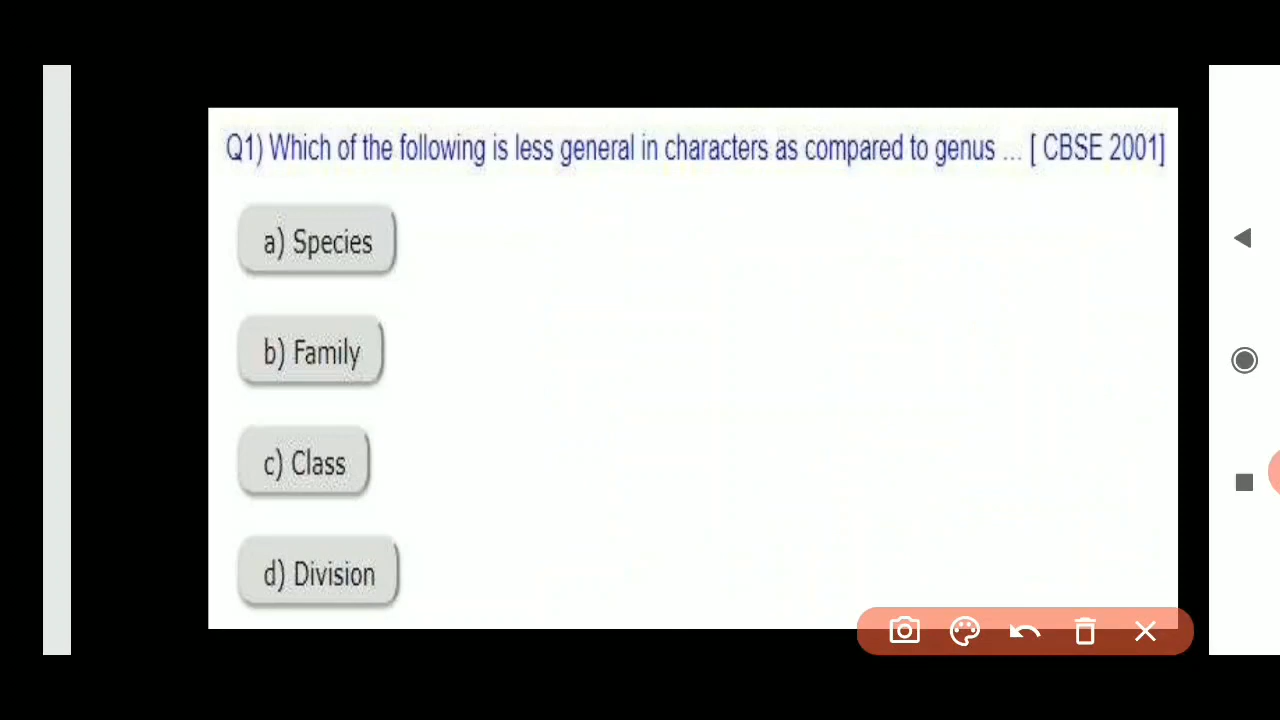 Q1) Which of the following is less general in characters as compared to genus ... [ CBSE 2001]
a) Species
b) Family
c) Class
d) Division